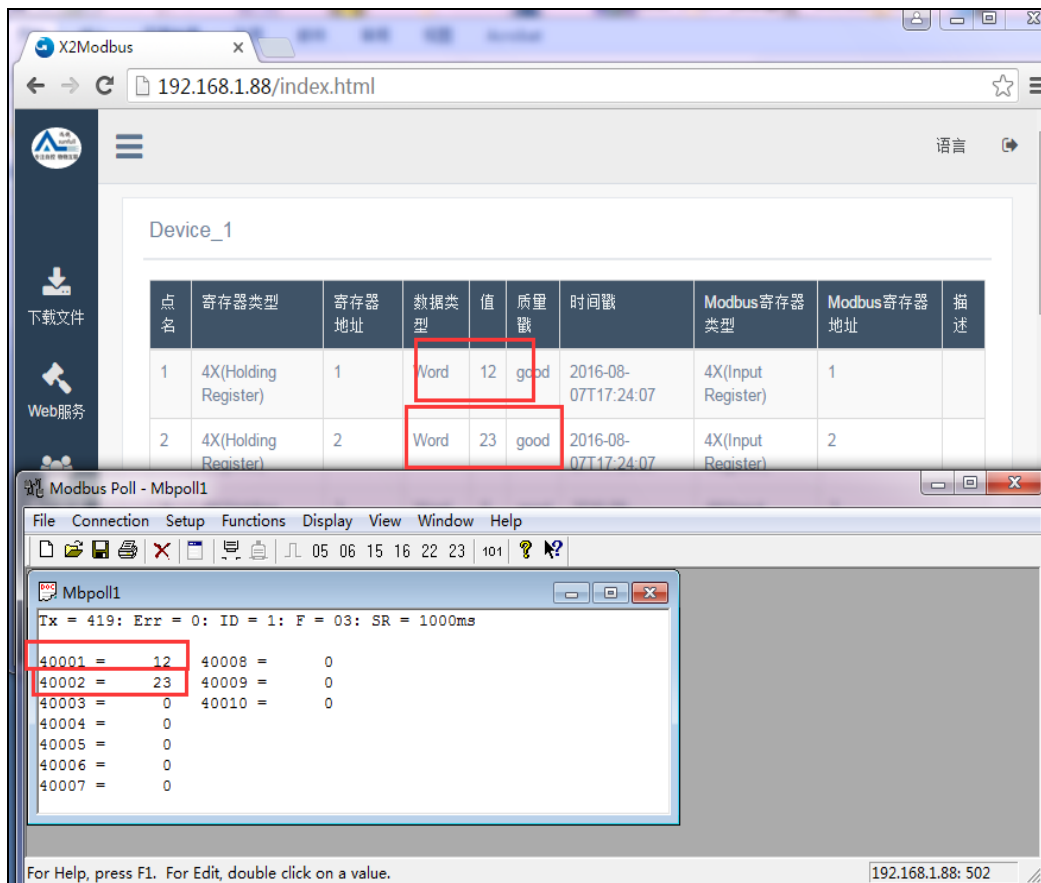 X2Modbus
192.168.1.88/index.html
语言
Device_1
下载文件
Web服务
点名 寄存器类型 寄存器地址 数据类型 值 质量戳 时间戳 Modbus寄存器类型 Modbus寄存器地址 描述
1 4X(Holding Register) 1 Word 12 good 2016-08-07T17:24:07 4X(Input Register) 1
2 4X(Holding Register) 2 Word 23 good 2016-08-07T17:24:07 4X(Input Register) 2
Modbus Poll - Mbpoll1
File Connection Setup Functions Display View Window Help
05 06 15 16 22 23 101
Mbpoll1
Tx = 419: Err = 0: ID = 1: F = 03: SR = 1000ms
40001 = 12 40008 = 0
40002 = 23 40009 = 0
40003 = 0 40010 = 0
40004 = 0
40005 = 0
40006 = 0
40007 = 0
For Help, press F1. For Edit, double click on a value.
192.168.1.88: 502